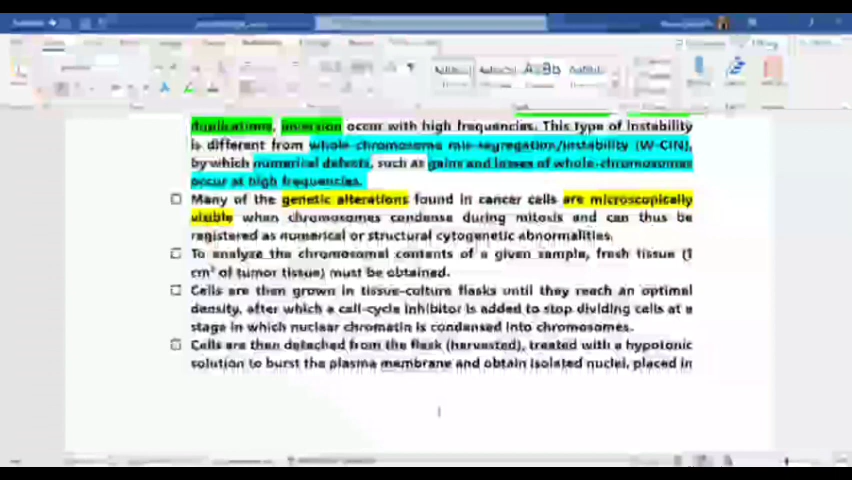 duplications, inversion occur with high frequencies. This type of instability
is different from whole chromosome mis-segregation/instability (W-CIN),
by which numerical defects, such as gains and losses of whole-chromosomes
occur at high frequencies.
☐ Many of the genetic alterations found in cancer cells are microscopically
visible when chromosomes condense during mitosis and can thus be
registered as numerical or structural cytogenetic abnormalities.
☐ To analyze the chromosomal contents of a given sample, fresh tissue (1
cm³ of tumor tissue) must be obtained.
☐ Cells are then grown in tissue-culture flasks until they reach an optimal
density, after which a cell-cycle inhibitor is added to stop dividing cells at a
stage in which nuclear chromatin is condensed into chromosomes.
☐ Cells are then detached from the flask (harvested), treated with a hypotonic
solution to burst the plasma membrane and obtain isolated nuclei, placed in